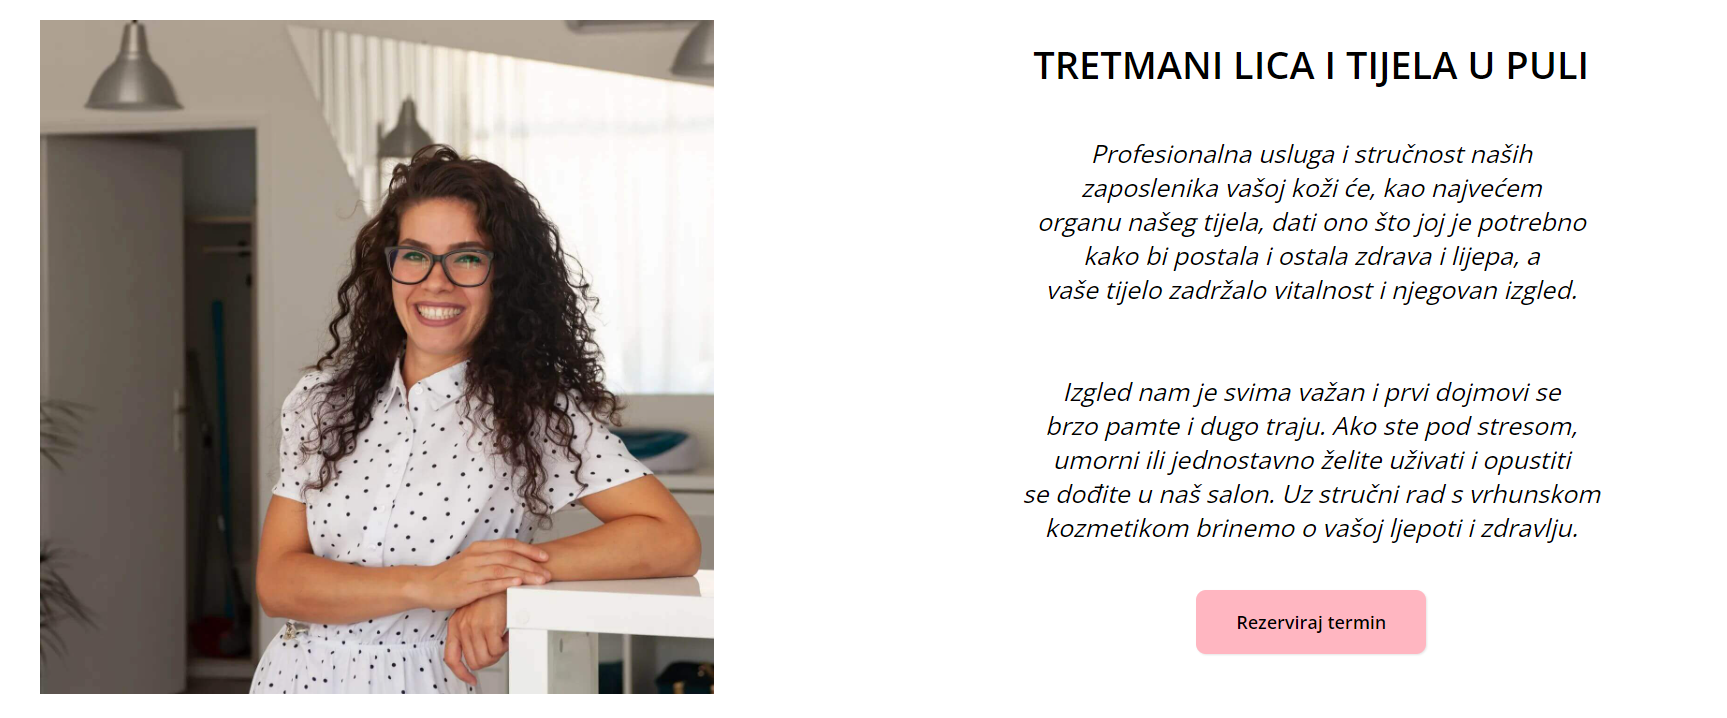 TRETMANI LICA I TIJELA U PULI
Profesionalna usluga i stručnost naših
zaposlenika vašoj koži će, kao najvećem
organu našeg tijela, dati ono što joj je potrebno
kako bi postala i ostala zdrava i lijepa, a
vaše tijelo zadržalo vitalnost i njegovan izgled.
Izgled nam je svima važan i prvi dojmovi se
brzo pamte i dugo traju. Ako ste pod stresom,
umorni ili jednostavno želite uživati i opustiti
se dođite u naš salon. Uz stručni rad s vrhunskom
kozmetikom brinemo o vašoj ljepoti i zdravlju.
Rezerviraj termin